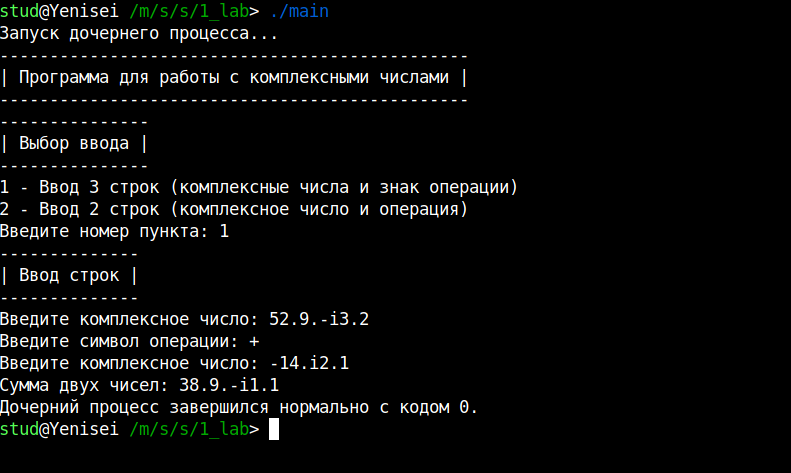 stud@Yenisei /m/s/s/1_lab> ./main
Запуск дочернего процесса...
-----------------------------------------------
| Программа для работы с комплексными числами |
-----------------------------------------------
---------------
| Выбор ввода |
---------------
1 - Ввод 3 строк (комплексные числа и знак операции)
2 - Ввод 2 строк (комплексное число и операция)
Введите номер пункта: 1
--------------
| Ввод строк |
--------------
Введите комплексное число: 52.9.-i3.2
Введите символ операции: +
Введите комплексное число: -14.i2.1
Сумма двух чисел: 38.9.-i1.1
Дочерний процесс завершился нормально с кодом 0.
stud@Yenisei /m/s/s/1_lab>